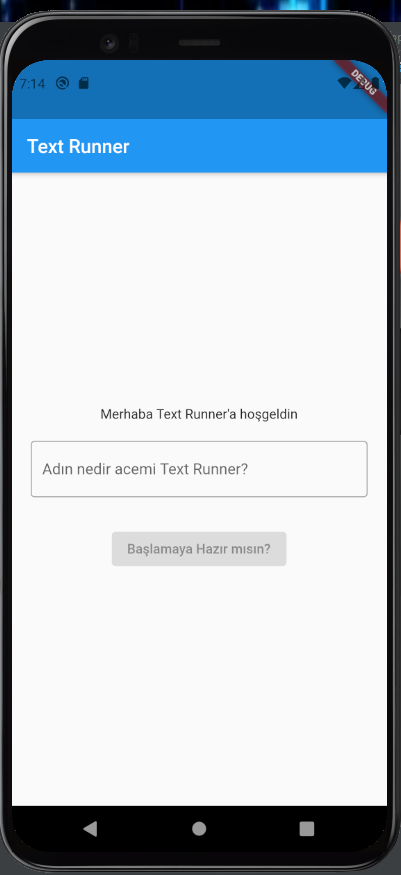 7:14
DEBUG
Text Runner
Merhaba Text Runner'a hoşgeldin
Adın nedir acemi Text Runner?
Başlamaya Hazır mısın?